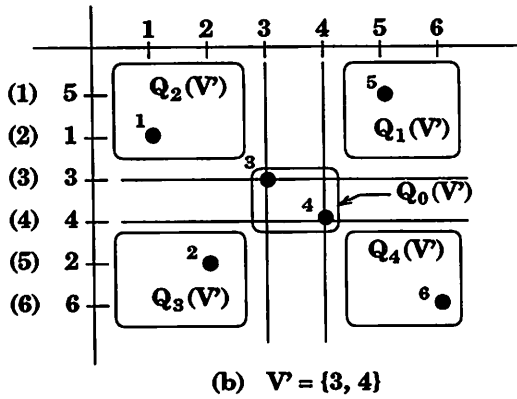 1 2 3 4 5 6
(1) 5 Q₂(V') 5
(2) 1 1 Q₁(V')
(3) 3 3
4 Q₀(V')
(4) 4
(5) 2 2 Q₄(V')
(6) 6 Q₃(V') 6
(b) V' = {3, 4}